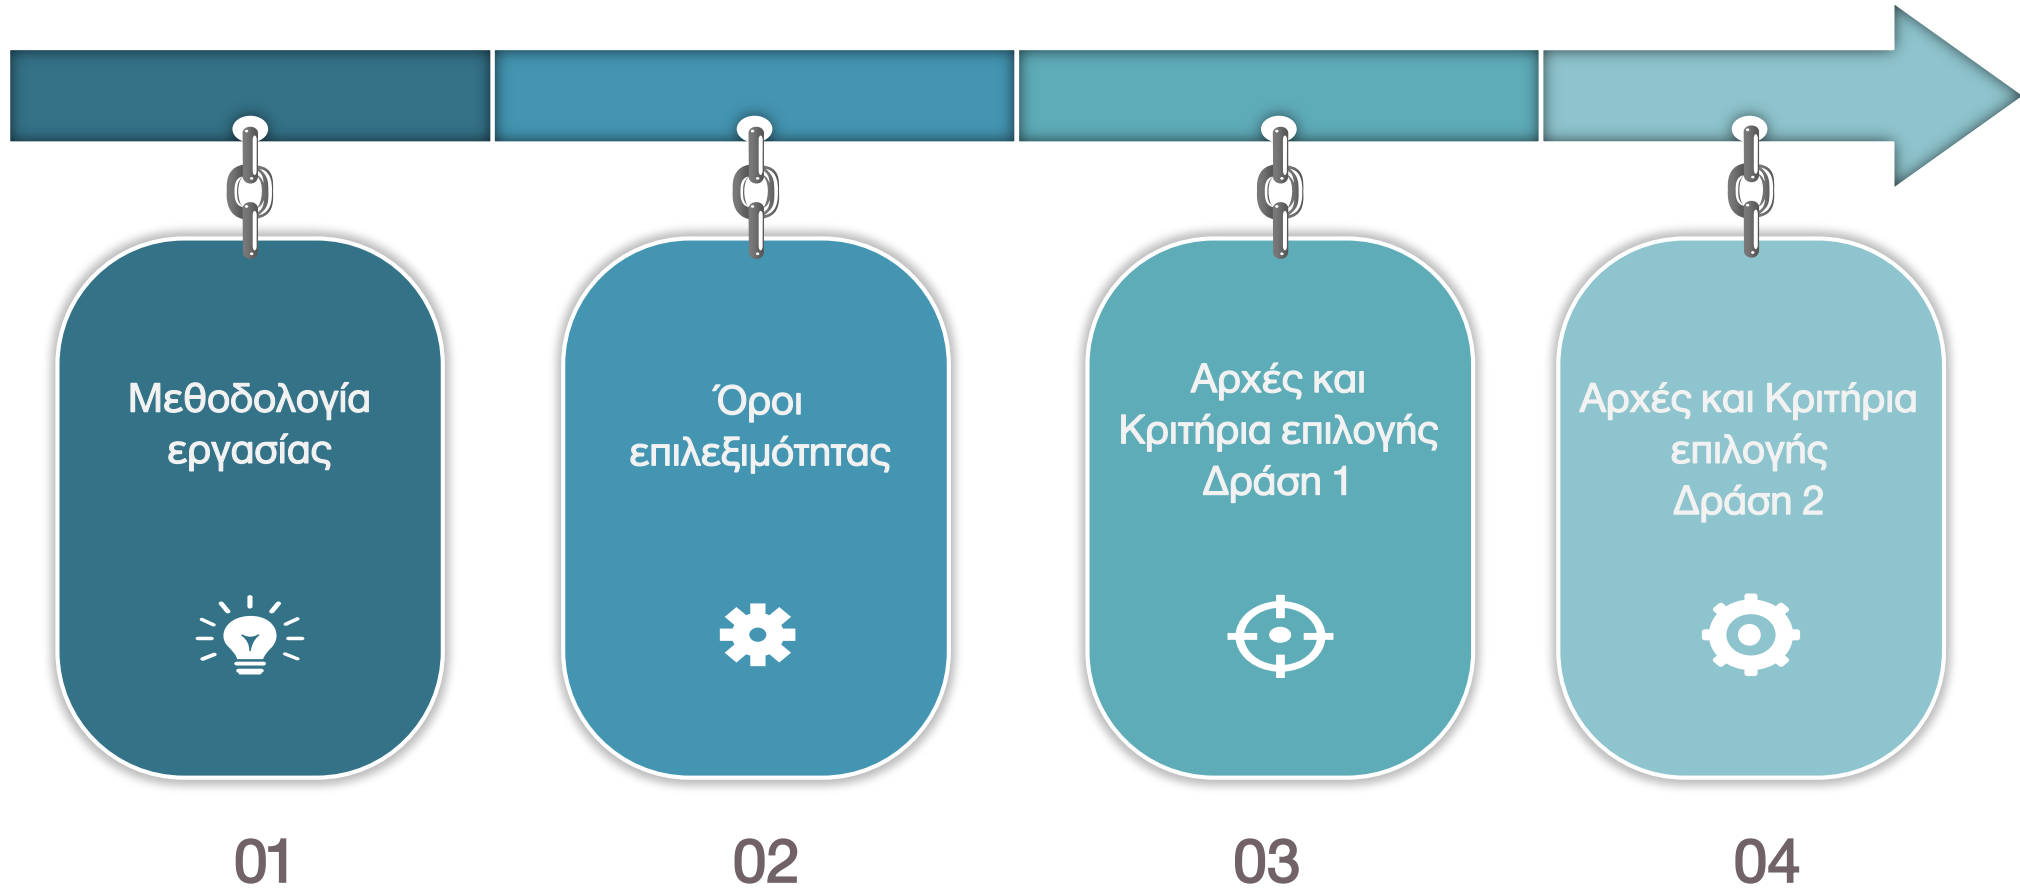 Μεθοδολογία
εργασίας
Όροι
επιλεξιμότητας
Αρχές και
Κριτήρια επιλογής
Δράση 1
Αρχές και Κριτήρια
επιλογής
Δράση 2
01
02
03
04